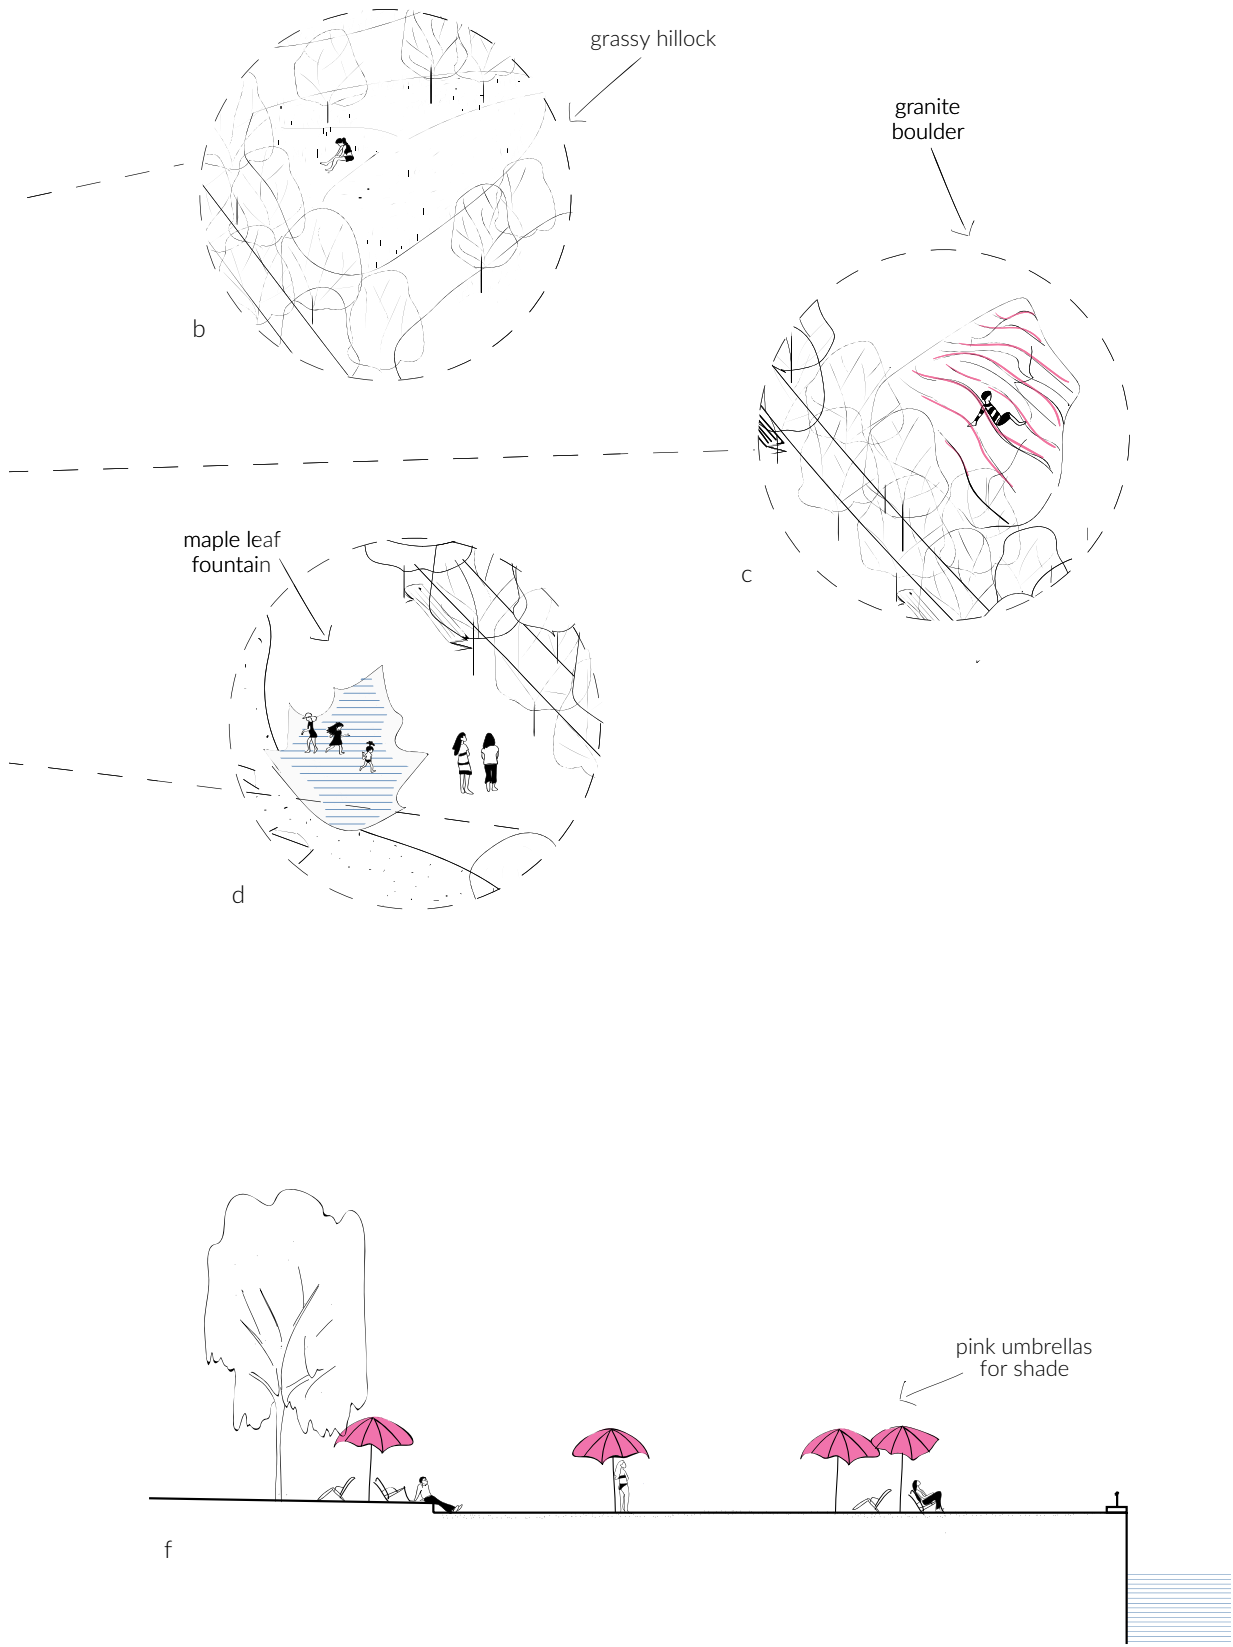 grassy hillock
granite
boulder
b
maple leaf
fountain
c
d
pink umbrellas
for shade
f